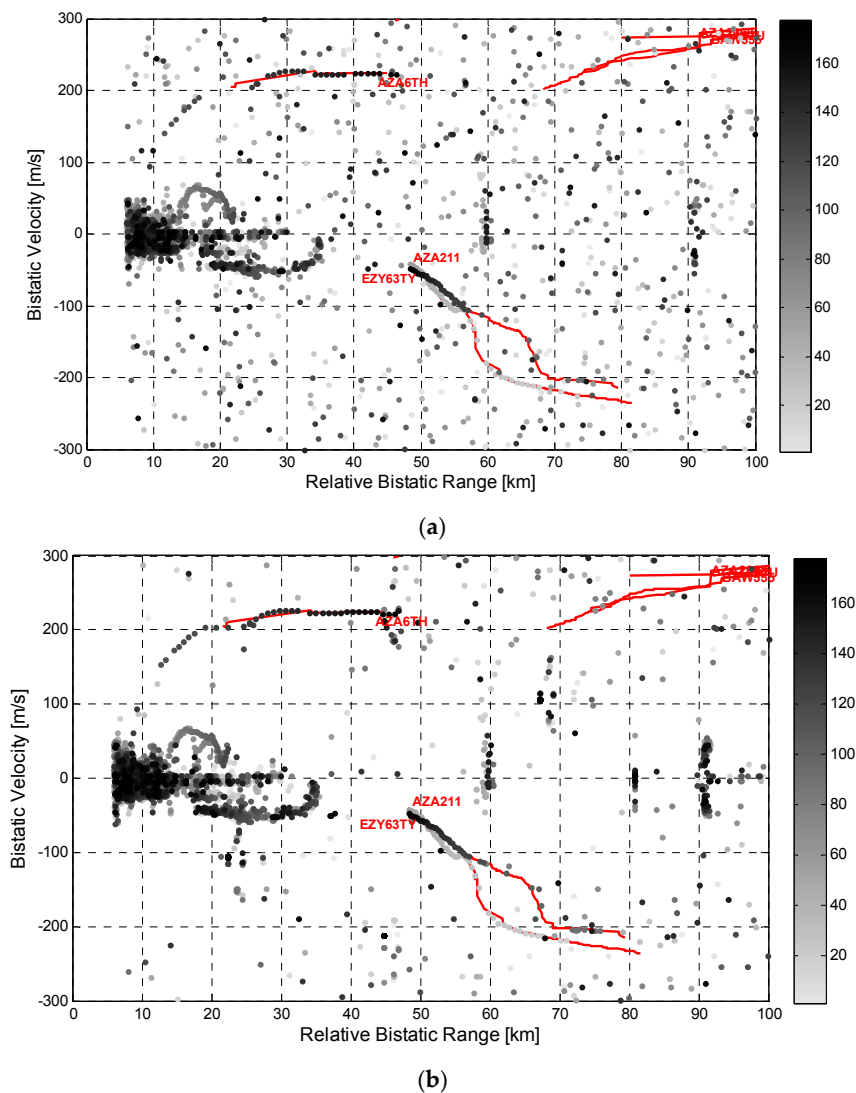 300
200
100
0
-100
-200
-300
0 10 20 30 40 50 60 70 80 90 100
Bistatic Velocity [m/s]
Relative Bistatic Range [km]
AZA6TH
AZA211
EZY63TY
160
140
120
100
80
60
40
20
(a)
300
200
100
0
-100
-200
-300
0 10 20 30 40 50 60 70 80 90 100
Bistatic Velocity [m/s]
Relative Bistatic Range [km]
AZA6TH
AZA211
EZY63TY
160
140
120
100
80
60
40
20
(b)